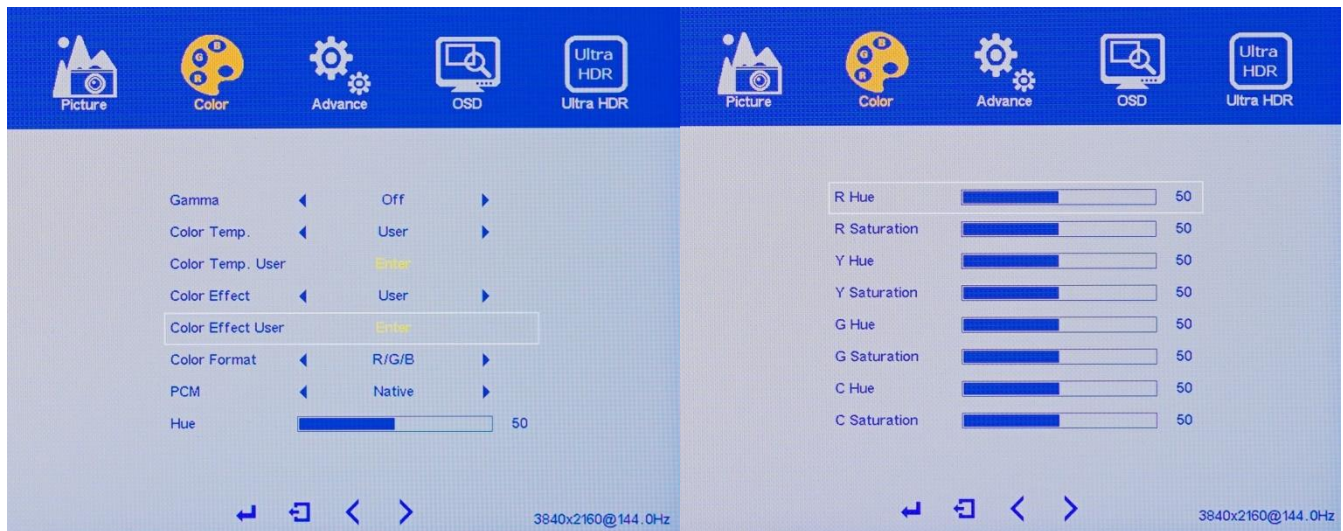 B
G
R
Ultra
HDR
Picture Color Advance OSD Ultra HDR
Gamma Off
Color Temp. User
Color Temp. User Enter
Color Effect User
Color Effect User Enter
Color Format R/G/B
PCM Native
Hue 50
3840x2160@144.0Hz
B
G
R
Ultra
HDR
Picture Color Advance OSD Ultra HDR
R Hue 50
R Saturation 50
Y Hue 50
Y Saturation 50
G Hue 50
G Saturation 50
C Hue 50
C Saturation 50
3840x2160@144.0Hz